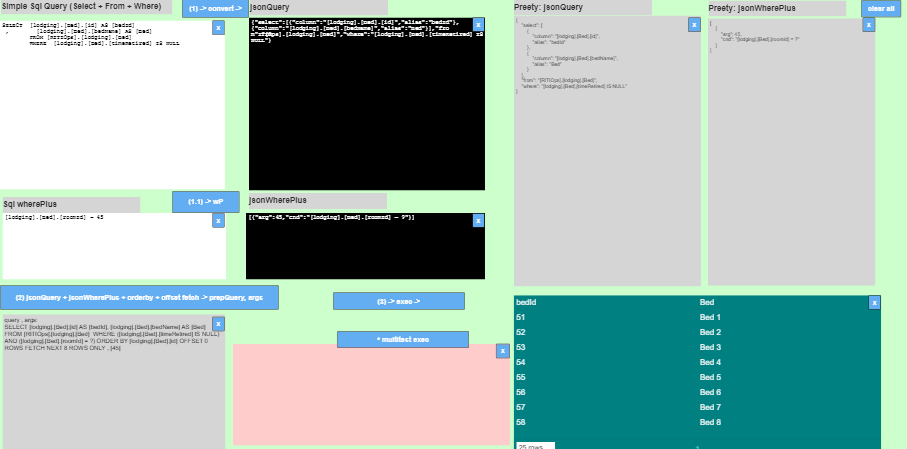 Simple Sql Query (Select + From + Where)
(1) -> convert->
jsonQuery
Preety: jsonQuery
Preety: jsonWherePlus
clear all
SELECT [lodging].[Bed].[id] AS [bedId]
, [lodging].[Bed].[bedName] AS [Bed]
FROM [RITIOps].[lodging].[Bed]
WHERE [lodging].[Bed].[timeRetired] IS NULL
x
{"select":[{"column":"[lodging].[Bed].[id]","alias":"bedId"},
{"column":"[lodging].[Bed].[bedName]","alias":"Bed"}],"fro
m"
[lodging].[Bed]","where":"[lodging].[Bed].[timeRetired] IS
NULL"}
x
{
"select": [
{
"column": "[lodging].[Bed].[id]",
"alias": "bedId"
},
{
"column": "[lodging].[Bed].[bedName]",
"alias": "Bed"
}
],
"from": "[RITIOps].[lodging].[Bed]",
"where": "[lodging].[Bed].[timeRetired] IS NULL"
}
x
[
{
"arg": 45,
"cnd": "[lodging].[Bed].[roomId] = ?"
}
]
x
Sql wherePlus
(1.1) -> wP
jsonWherePlus
[lodging].[Bed].[roomId] = 45
x
[{"arg":45,"cnd":"[lodging].[Bed].[roomId] = ?"}]
x
(2) jsonQuery + jsonWherePlus + orderby + offset fetch -> prepQuery, args
(3) -> exec ->
query , args:
SELECT [lodging].[Bed].[id] AS [bedId], [lodging].[Bed].[bedName] AS [Bed]
FROM [RITIOps].[lodging].[Bed] WHERE ([lodging].[Bed].[timeRetired] IS NULL)
AND ([lodging].[Bed].[roomId] = ?) ORDER BY [lodging].[Bed].[id] OFFSET 0
ROWS FETCH NEXT 8 ROWS ONLY , [45]
x
* multitest exec
x
bedId Bed
x
51 Bed 1
52 Bed 2
53 Bed 3
54 Bed 4
55 Bed 5
56 Bed 6
57 Bed 7
58 Bed 8
25 rows